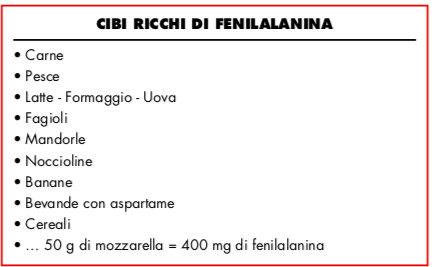 CIBI RICCHI DI FENILALANINA
• Carne
• Pesce
• Latte - Formaggio - Uova
• Fagioli
• Mandorle
• Noccioline
• Banane
• Bevande con aspartame
• Cereali
• ... 50 g di mozzarella = 400 mg di fenilalanina